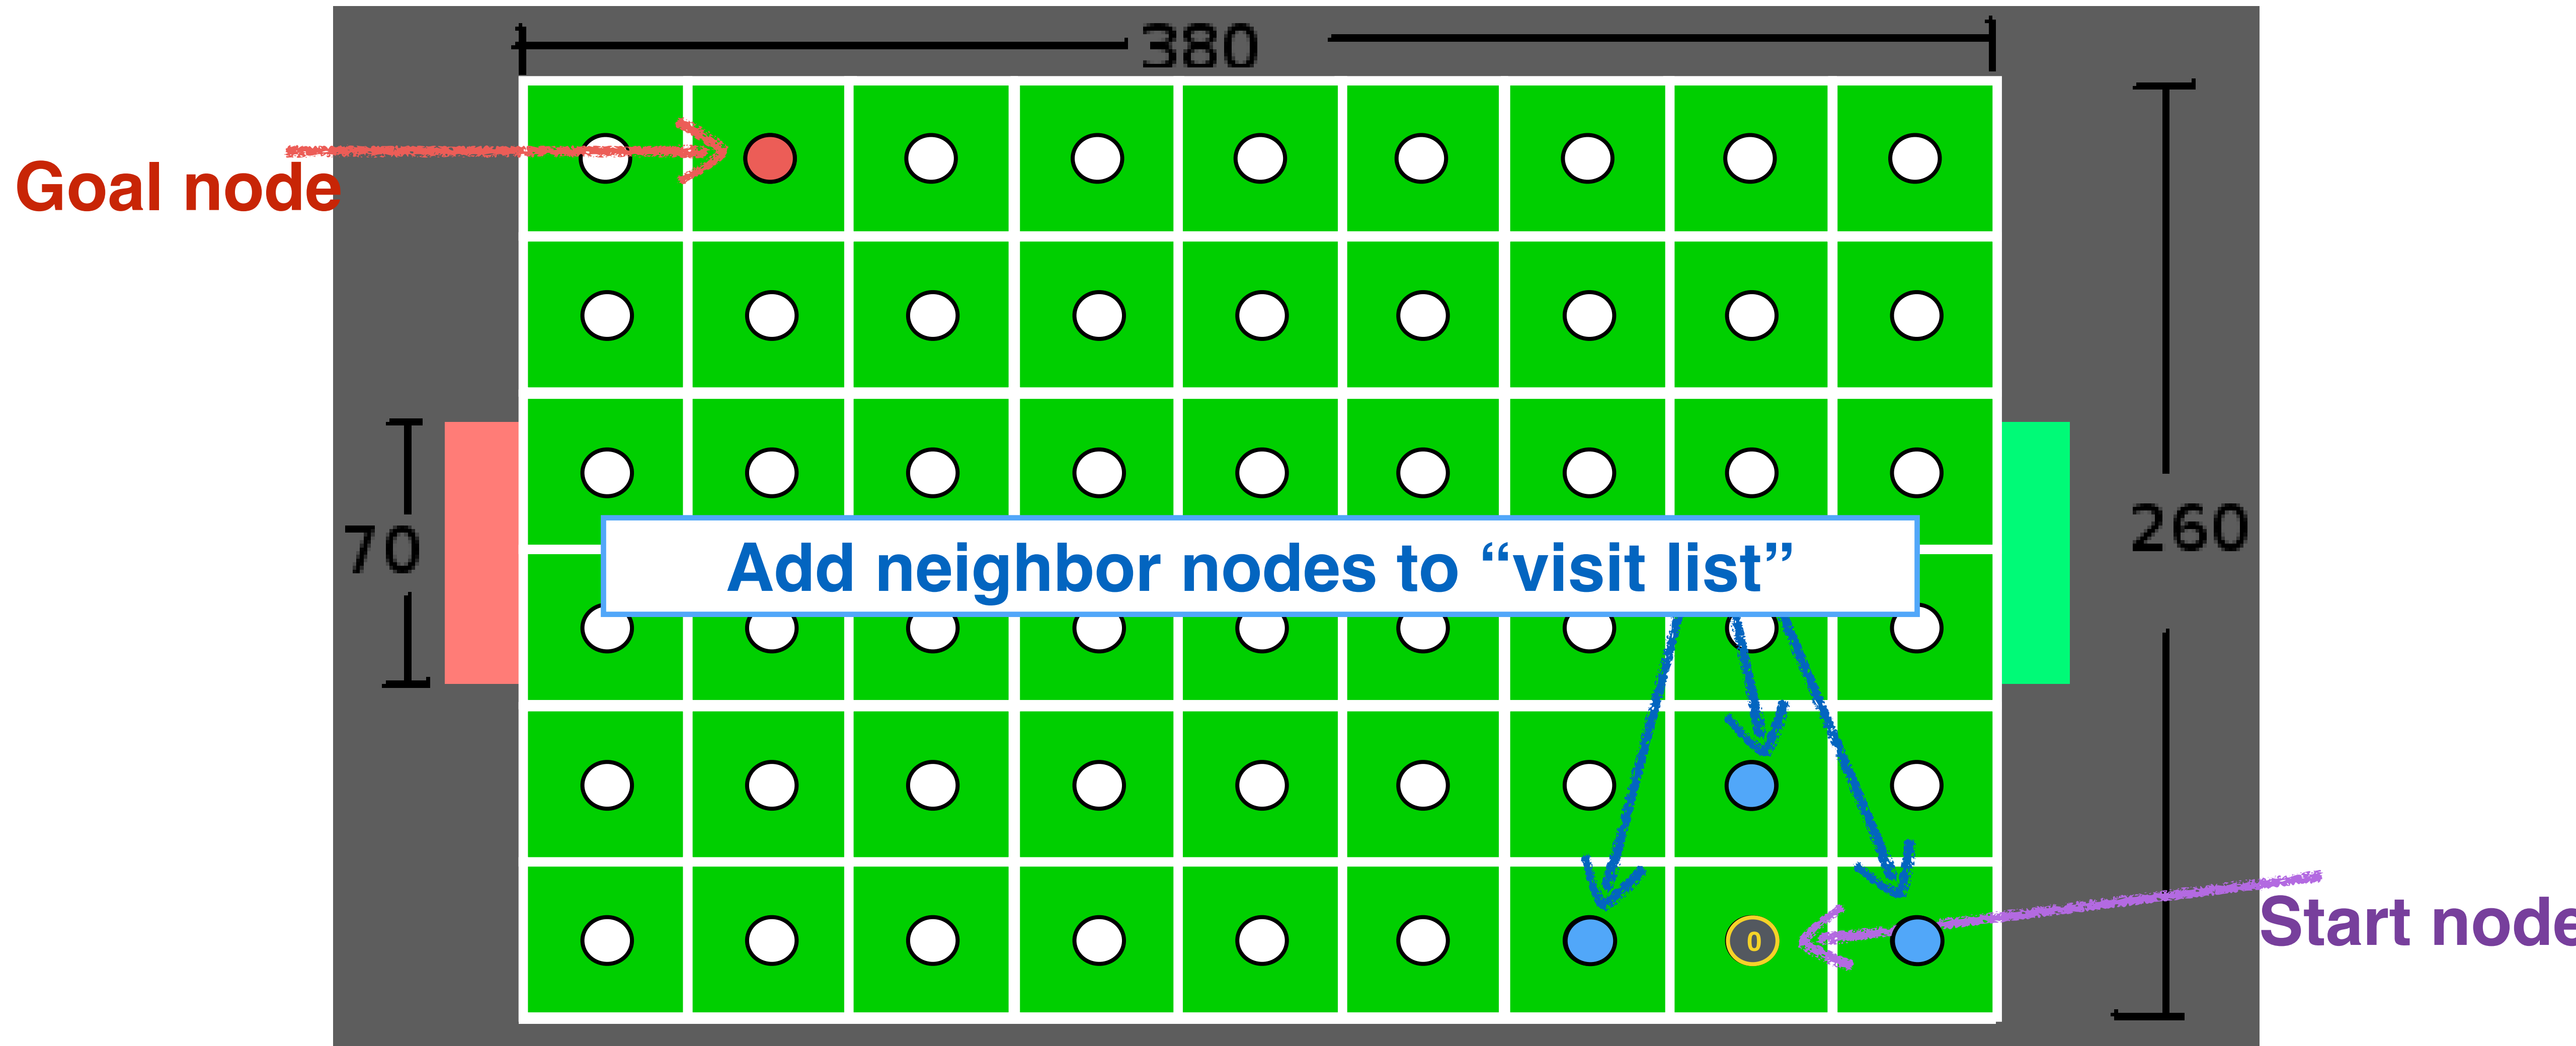 380
Goal node
70
Add neighbor nodes to “visit list”
260
0
Start node